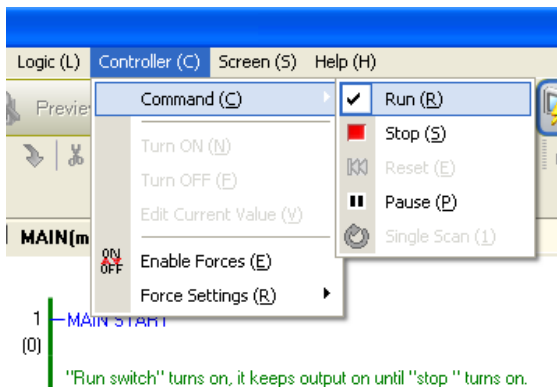 Logic (L) Controller (C) Screen (S) Help (H)
Command (C)
Run (R)
Stop (S)
Reset (E)
Pause (P)
Single Scan (1)
Turn ON (N)
Turn OFF (F)
Edit Current Value (V)
ON OFF Enable Forces (E)
Force Settings (R)
1 MAIN START
(0)
"Run switch" turns on, it keeps output on until "stop " turns on.